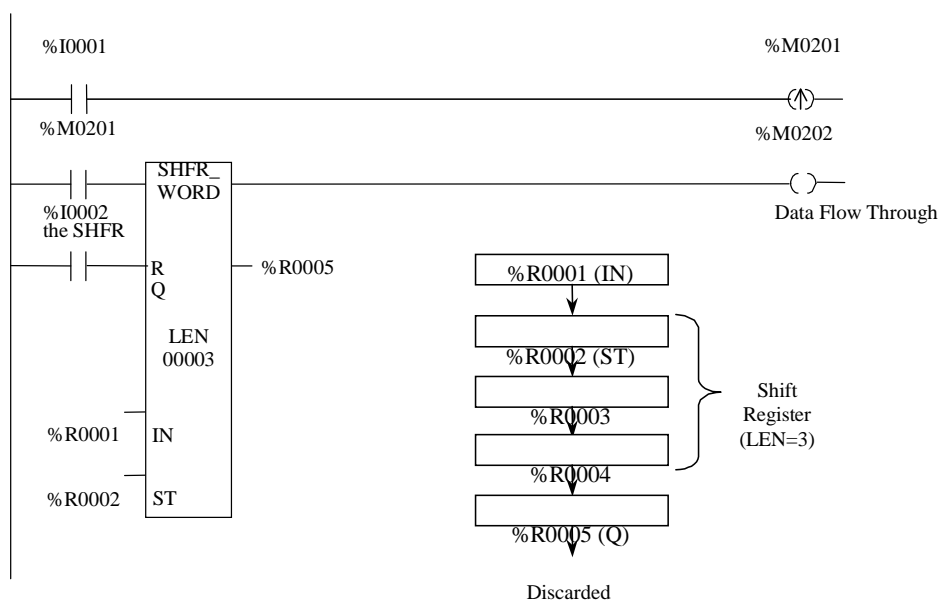 %I0001
%M0201
%M0201
%M0202
SHFR_
WORD
%I0002
the SHFR
Data Flow Through
R
%R0005
Q
%R0001 (IN)
LEN
00003
%R0002 (ST)
%R0003
Shift
Register
(LEN=3)
%R0001
IN
%R0004
%R0002
ST
%R0005 (Q)
Discarded